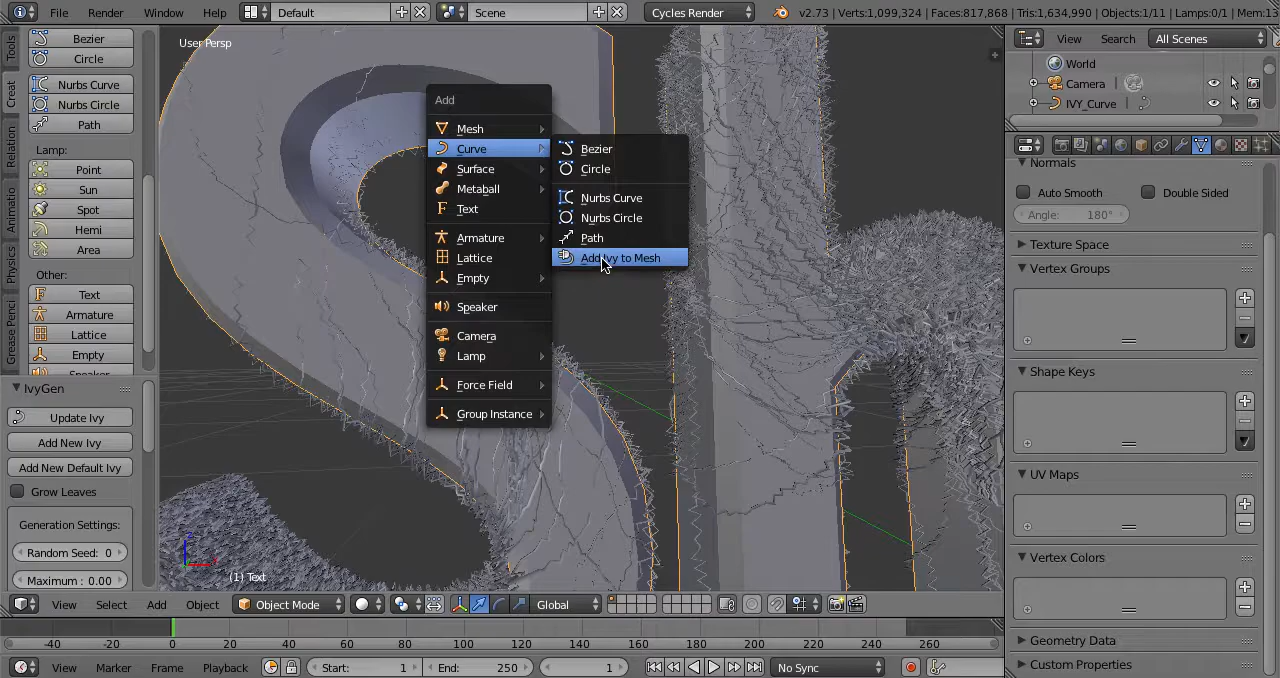 File Render Window Help Default Scene Cycles Render v2.73 | Verts:1,099,324 | Faces:817,868 | Tris:1,634,990 | Objects:1/11 | Lamps:0/1 | Mem:13
Tools
Creat
Relation
Animatio
Physics
Grease Penci
Bezier
Circle
Nurbs Curve
Nurbs Circle
Path
Lamp:
Point
Sun
Spot
Hemi
Area
Other:
Text
Armature
Lattice
Empty
Speaker
IvyGen
Update Ivy
Add New Ivy
Add New Default Ivy
Grow Leaves
Generation Settings:
Random Seed: 0
Maximum : 0.00
User Persp
Add
Mesh
Curve
Surface
Metaball
Text
Armature
Lattice
Empty
Speaker
Camera
Lamp
Force Field
Group Instance
Bezier
Circle
Nurbs Curve
Nurbs Circle
Path
Add Ivy to Mesh
(1) Text
View Search All Scenes
World
Camera
IVY_Curve
Normals
Auto Smooth Double Sided
Angle: 180°
Texture Space
Vertex Groups
Shape Keys
UV Maps
Vertex Colors
Geometry Data
Custom Properties
View Select Add Object Object Mode Global
-40 -20 0 20 40 60 80 100 120 140 160 180 200 220 240 260
View Marker Frame Playback Start: 1 End: 250 1 No Sync